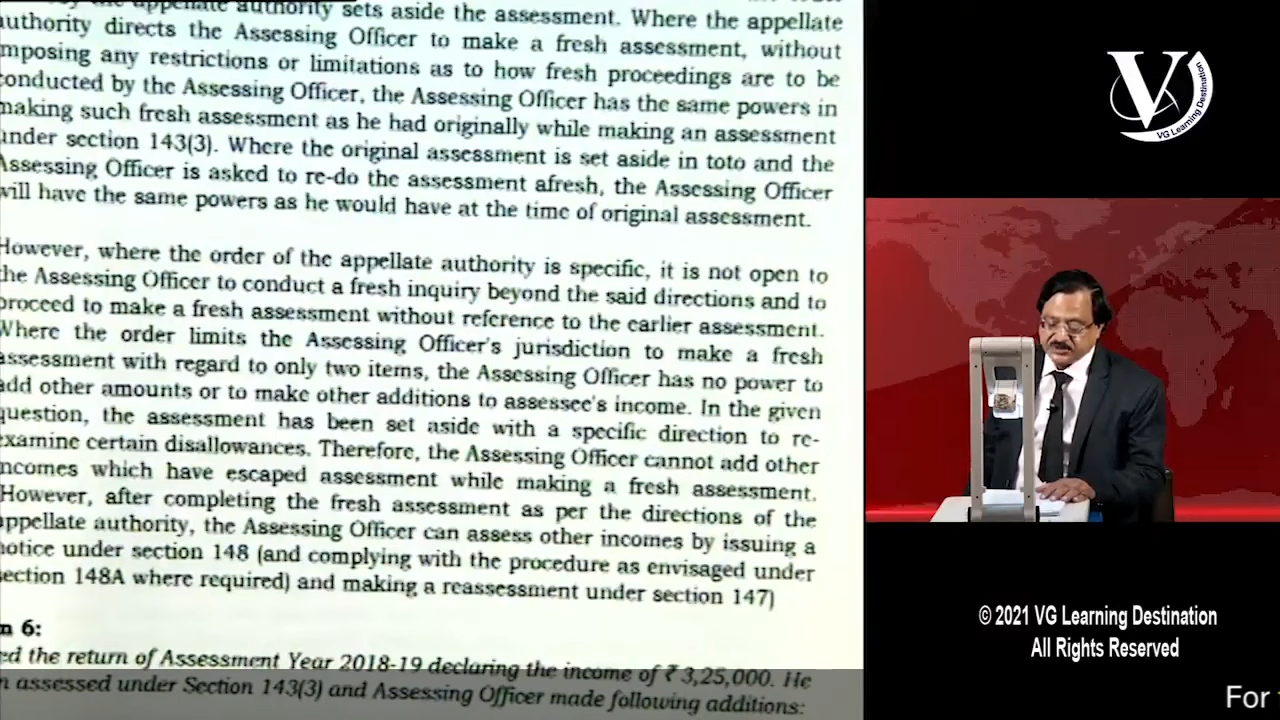 appellate authority sets aside the assessment. Where the appellate
authority directs the Assessing Officer to make a fresh assessment, without
mposing any restrictions or limitations as to how fresh proceedings are to be
conducted by the Assessing Officer, the Assessing Officer has the same powers in
making such fresh assessment as he had originally while making an assessment
under section 143(3). Where the original assessment is set aside in toto and the
Assessing Officer is asked to re-do the assessment afresh, the Assessing Officer
will have the same powers as he would have at the time of original assessment.
However, where the order of the appellate authority is specific, it is not open to
the Assessing Officer to conduct a fresh inquiry beyond the said directions and to
proceed to make a fresh assessment without reference to the earlier assessment.
Where the order limits the Assessing Officer's jurisdiction to make a fresh
assessment with regard to only two items, the Assessing Officer has no power to
add other amounts or to make other additions to assessee's income. In the given
question, the assessment has been set aside with a specific direction to re-
examine certain disallowances. Therefore, the Assessing Officer cannot add other
ncomes which have escaped assessment while making a fresh assessment.
However, after completing the fresh assessment as per the directions of the
appellate authority, the Assessing Officer can assess other incomes by issuing a
notice under section 148 (and complying with the procedure as envisaged under
section 148A where required) and making a reassessment under section 147)
n 6:
ed the return of Assessment Year 2018-19 declaring the income of ₹ 3,25,000. He
n assessed under Section 143(3) and Assessing Officer made following additions:
V
VG Learning Destination
© 2021 VG Learning Destination
All Rights Reserved
For